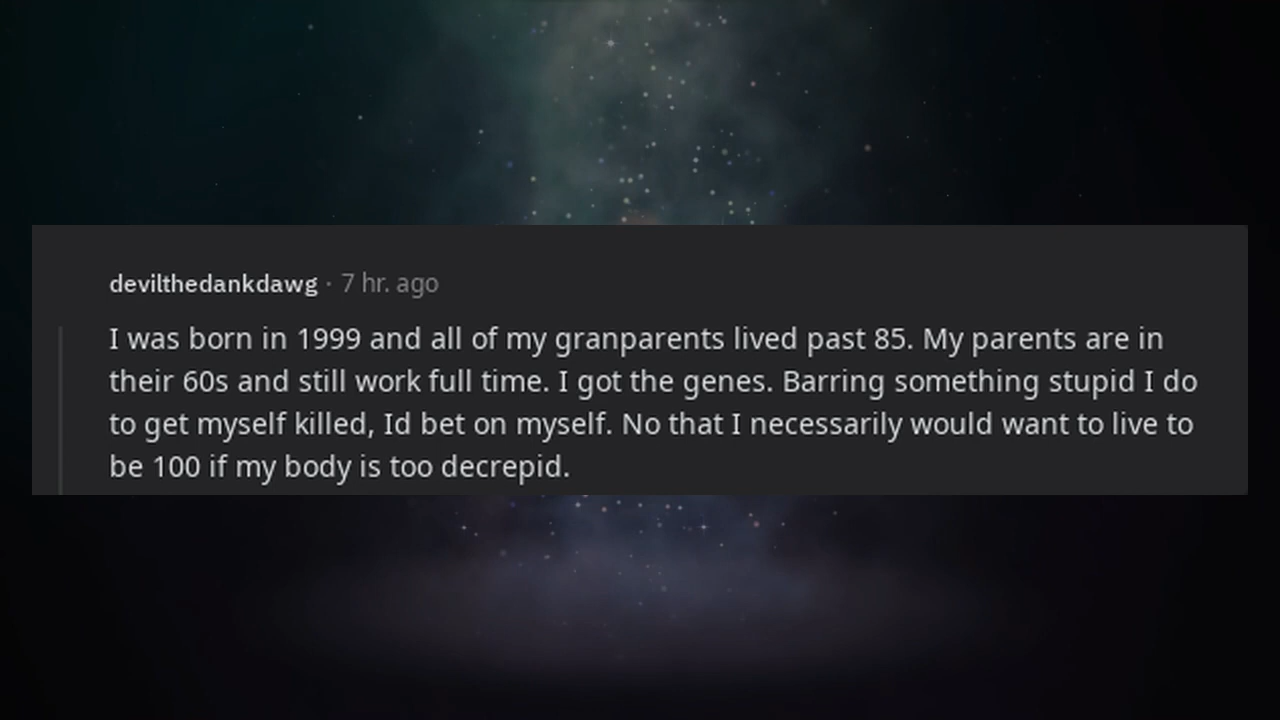 devilthedankdawg · 7 hr. ago
I was born in 1999 and all of my granparents lived past 85. My parents are in
their 60s and still work full time. I got the genes. Barring something stupid I do
to get myself killed, Id bet on myself. No that I necessarily would want to live to
be 100 if my body is too decrepid.